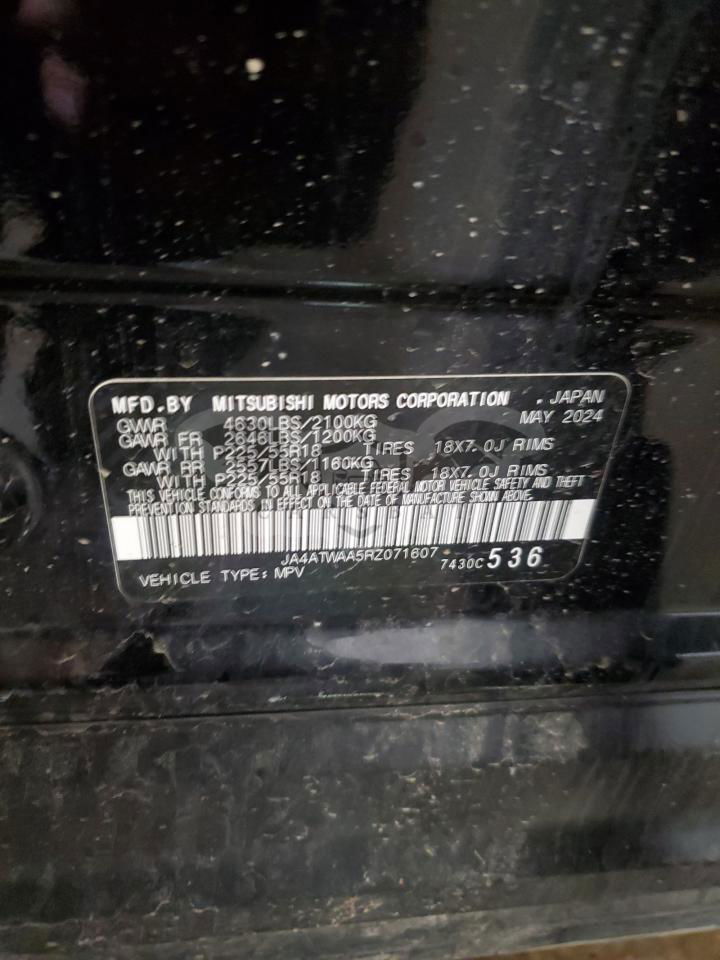 MFD.BY MITSUBISHI MOTORS CORPORATION . JAPAN
GVWR 4630LBS/2100KG MAY 2024
GAWR FR 2646LBS/1200KG
WITH P225/55R18 TIRES 18X7.0J RIMS
GAWR RR 2557LBS/1160KG
WITH P225/55R18 TIRES 18X7.0J RIMS
THIS VEHICLE CONFORMS TO ALL APPLICABLE FEDERAL MOTOR VEHICLE SAFETY AND THEFT
PREVENTION STANDARDS IN EFFECT ON THE DATE OF MANUFACTURE SHOWN ABOVE.
JA4ATWAA5RZ071607 7430C 536
VEHICLE TYPE: MPV